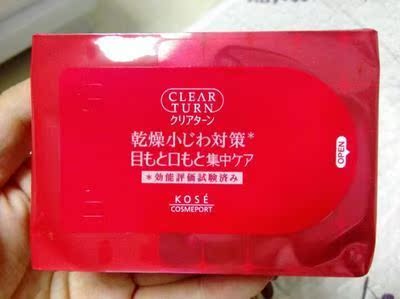 CLEAR
TURN
クリアターン
乾燥小じわ対策*
目もと口もと集中ケア
*効能評価試験済み
KOSÉ
COSMEPORT
OPEN